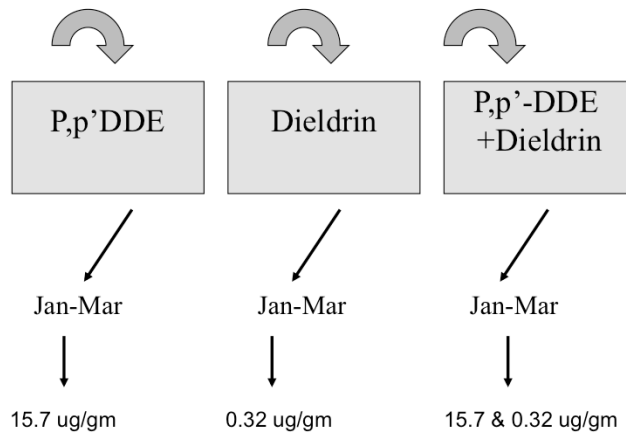 P,p’DDE
Dieldrin
P,p’-DDE
+Dieldrin
Jan-Mar
Jan-Mar
Jan-Mar
15.7 ug/gm
0.32 ug/gm
15.7 & 0.32 ug/gm